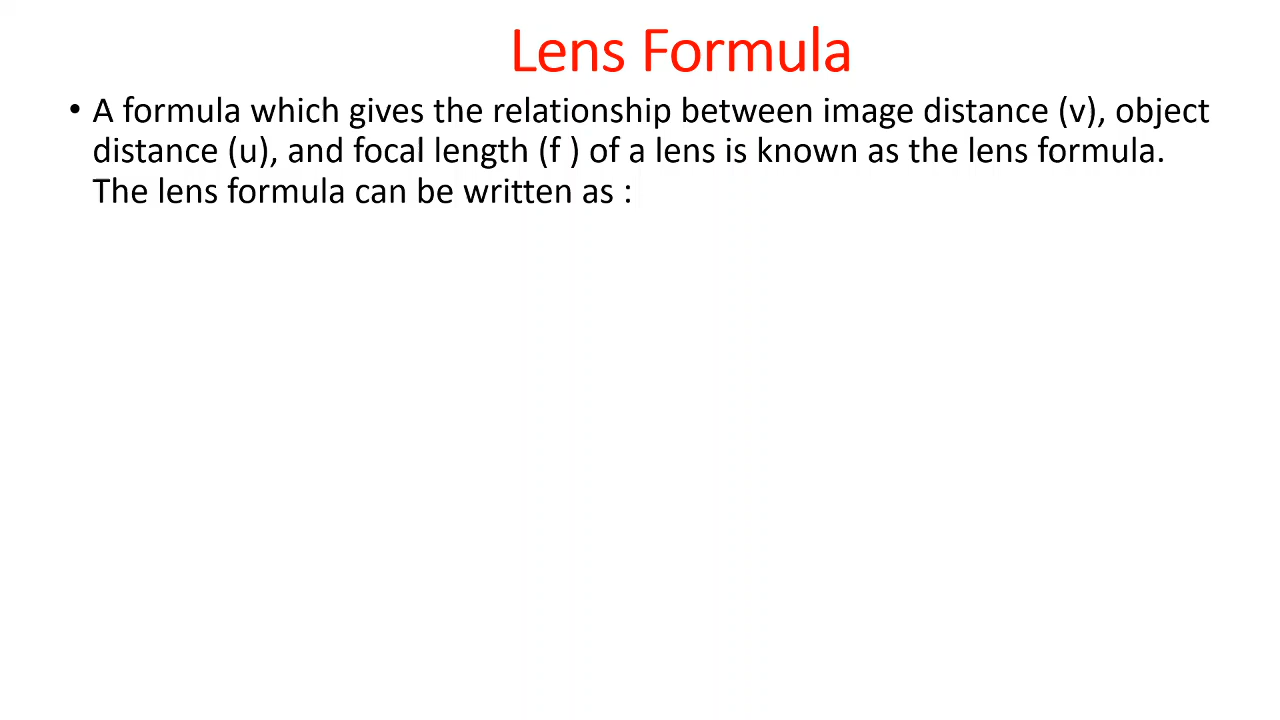 Lens Formula
• A formula which gives the relationship between image distance (v), object
distance (u), and focal length (f ) of a lens is known as the lens formula.
The lens formula can be written as :